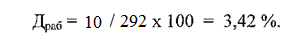 Драб = 10 / 292 х 100 = 3,42 %.